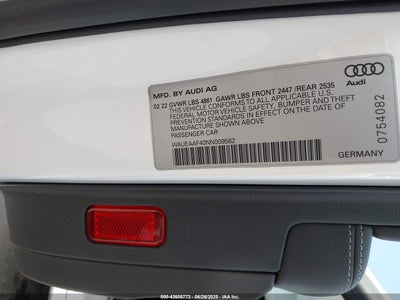 MFD. BY AUDI AG
02 22 GVWR LBS 4861 GAWR LBS FRONT 2447 /REAR 2535
THIS VEHICLE CONFORMS TO ALL APPLICABLE U.S.
FEDERAL MOTOR VEHICLE SAFETY, BUMPER AND THEFT
PREVENTION STANDARDS IN EFFECT ON THE DATE OF
MANUFACTURE SHOWN ABOVE
PASSENGER CAR
WAUEAAF40NN009582
Audi
0754082
GERMANY
000-42608772 - 06/26/2025 - IAA, Inc.